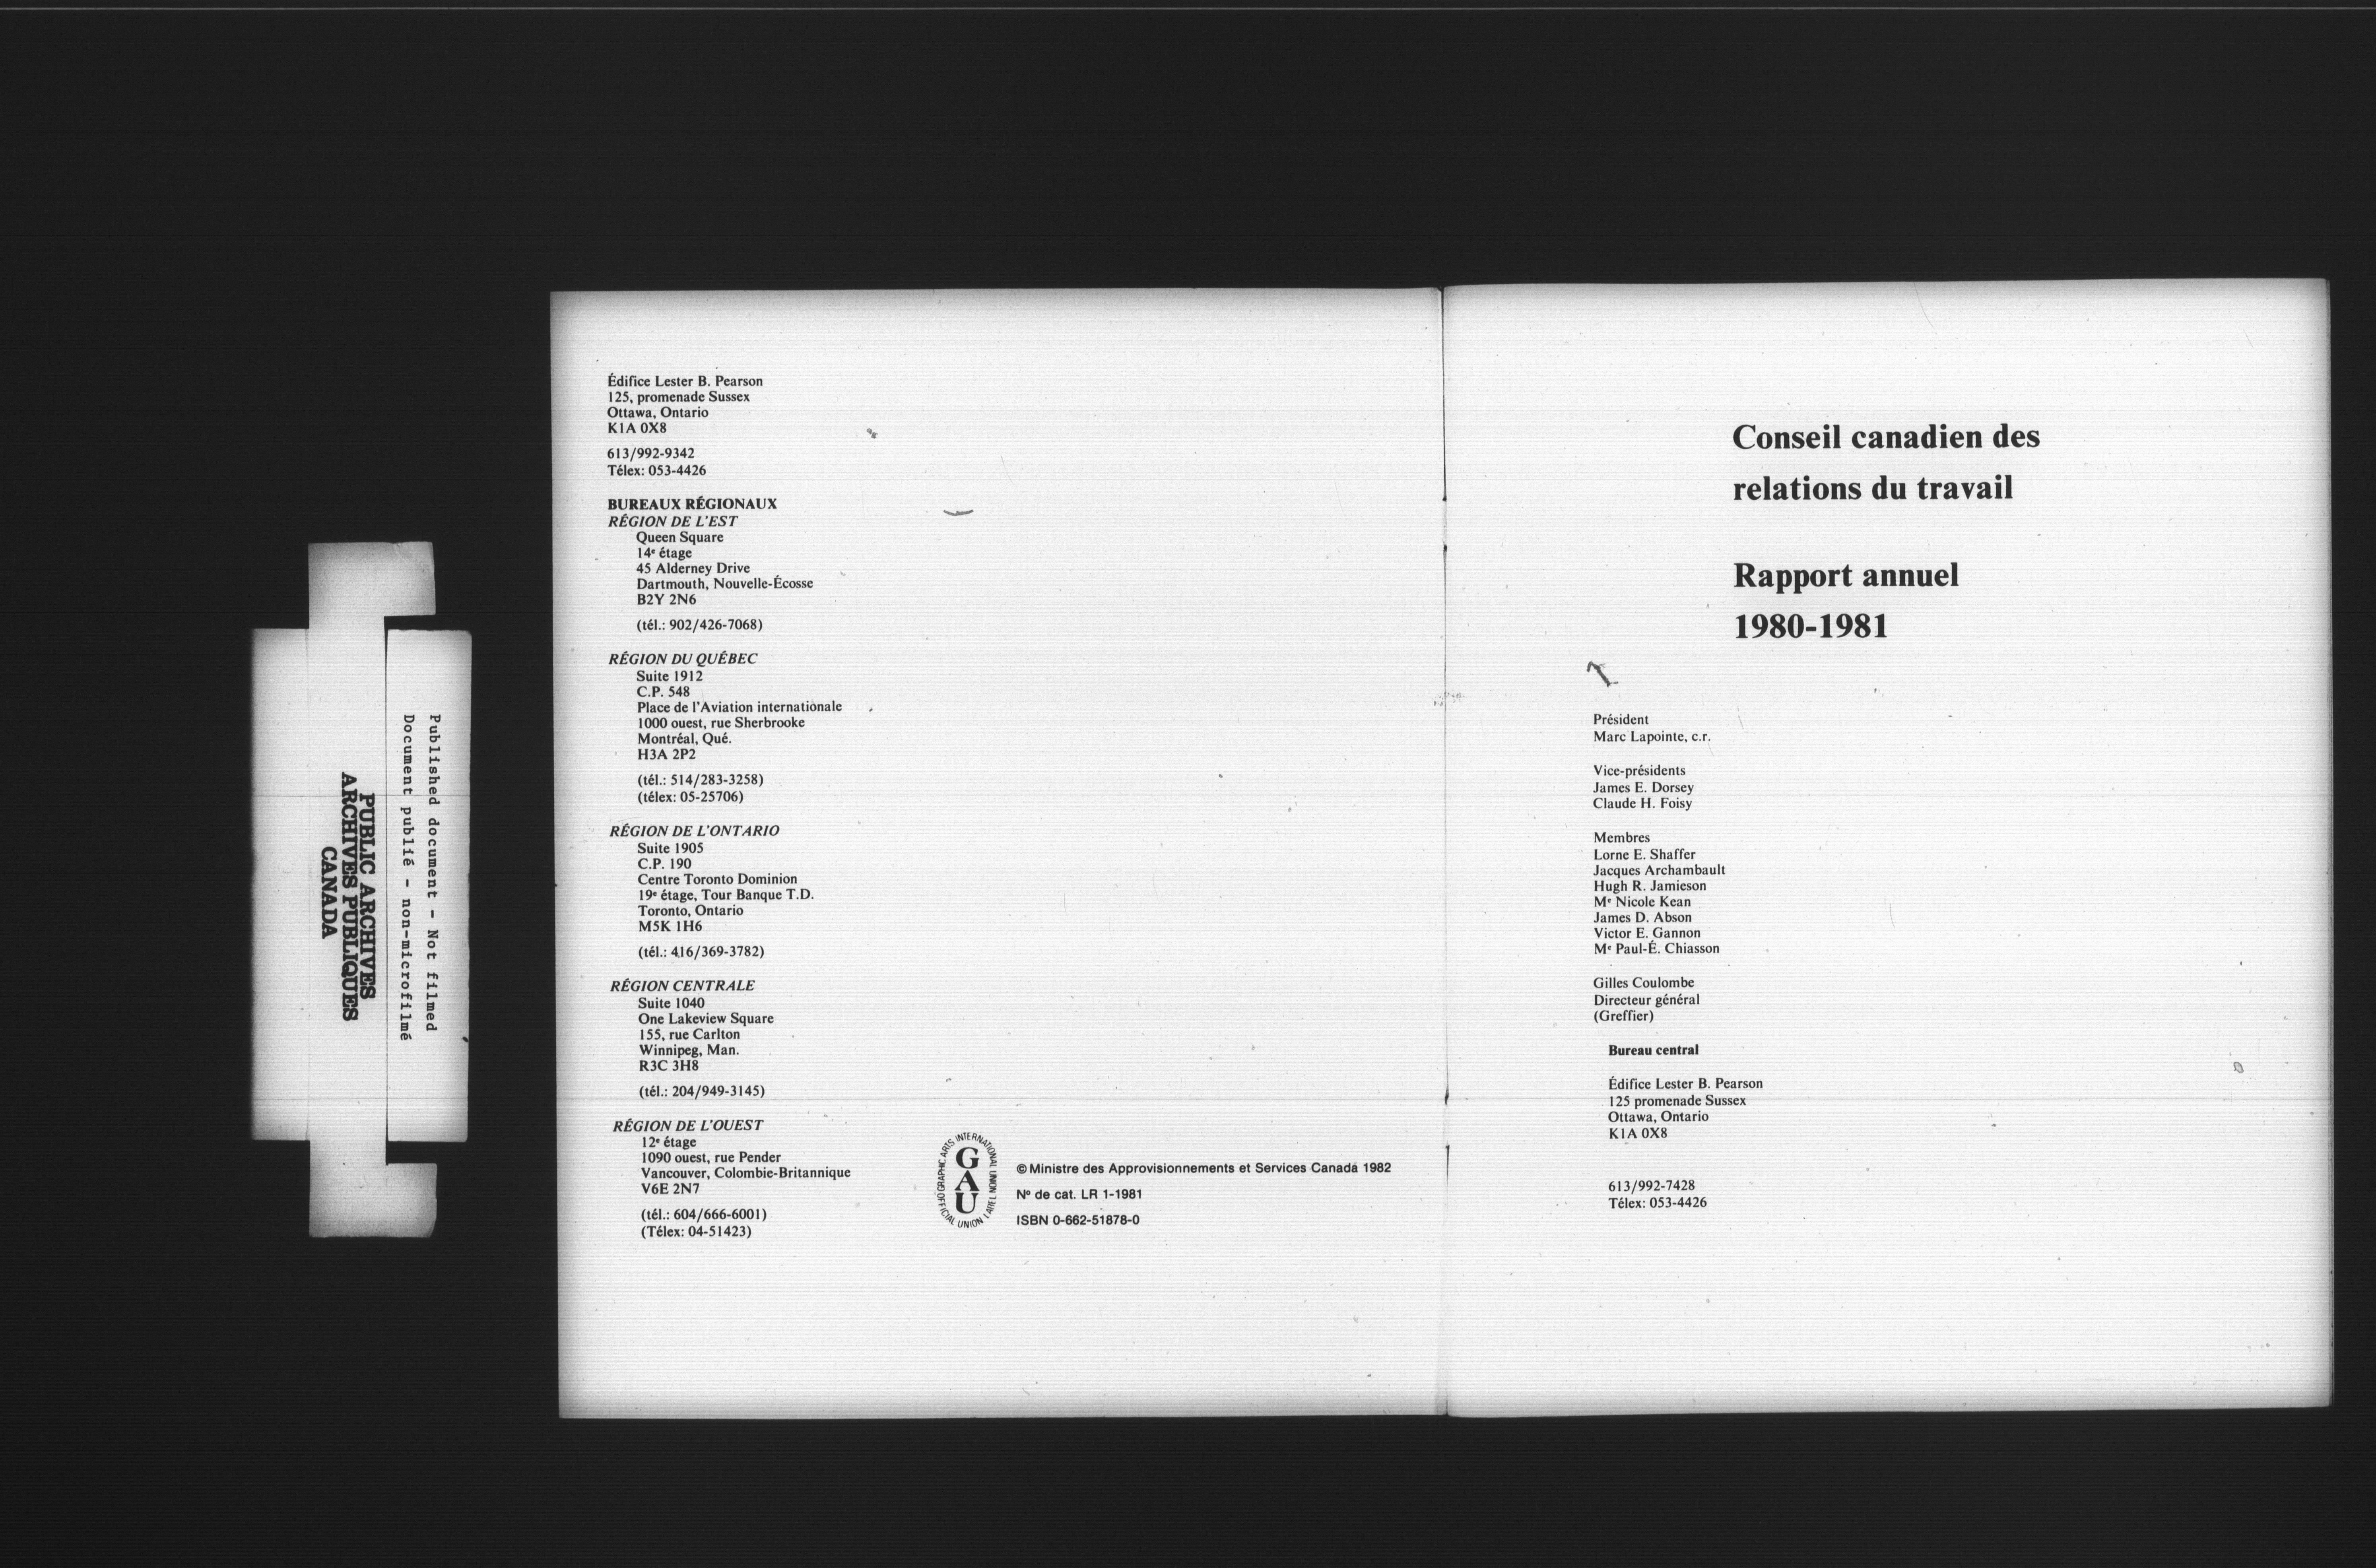 Published document - Not filmed
Document publié - non-microfilmé
PUBLIC ARCHIVES
ARCHIVES PUBLIQUES
CANADA
Édifice Lester B. Pearson
125, promenade Sussex
Ottawa, Ontario
K1A 0X8
613/992-9342
Télex: 053-4426
BUREAUX RÉGIONAUX
RÉGION DE L'EST
Queen Square
14e étage
45 Alderney Drive
Dartmouth, Nouvelle-Écosse
B2Y 2N6
(tél.: 902/426-7068)
RÉGION DU QUÉBEC
Suite 1912
C.P. 548
Place de l'Aviation internationale
1000 ouest, rue Sherbrooke
Montréal, Qué.
H3A 2P2
(tél.: 514/283-3258)
(télex: 05-25706)
RÉGION DE L'ONTARIO
Suite 1905
C.P. 190
Centre Toronto Dominion
19e étage, Tour Banque T.D.
Toronto, Ontario
M5K 1H6
(tél.: 416/369-3782)
RÉGION CENTRALE
Suite 1040
One Lakeview Square
155, rue Carlton
Winnipeg, Man.
R3C 3H8
(tél.: 204/949-3145)
RÉGION DE L'OUEST
12e étage
1090 ouest, rue Pender
Vancouver, Colombie-Britannique
V6E 2N7
(tél.: 604/666-6001)
(Télex: 04-51423)
GRAPHIC ARTS INTERNATIONAL UNION LABEL
OFFICIAL UNION
G
A
U
© Ministre des Approvisionnements et Services Canada 1982
No de cat. LR 1-1981
ISBN 0-662-51878-0
Conseil canadien des
relations du travail
Rapport annuel
1980-1981
Président
Marc Lapointe, c.r.
Vice-présidents
James E. Dorsey
Claude H. Foisy
Membres
Lorne E. Shaffer
Jacques Archambault
Hugh R. Jamieson
Me Nicole Kean
James D. Abson
Victor E. Gannon
Me Paul-É. Chiasson
Gilles Coulombe
Directeur général
(Greffier)
Bureau central
Édifice Lester B. Pearson
125 promenade Sussex
Ottawa, Ontario
K1A 0X8
613/992-7428
Télex: 053-4426